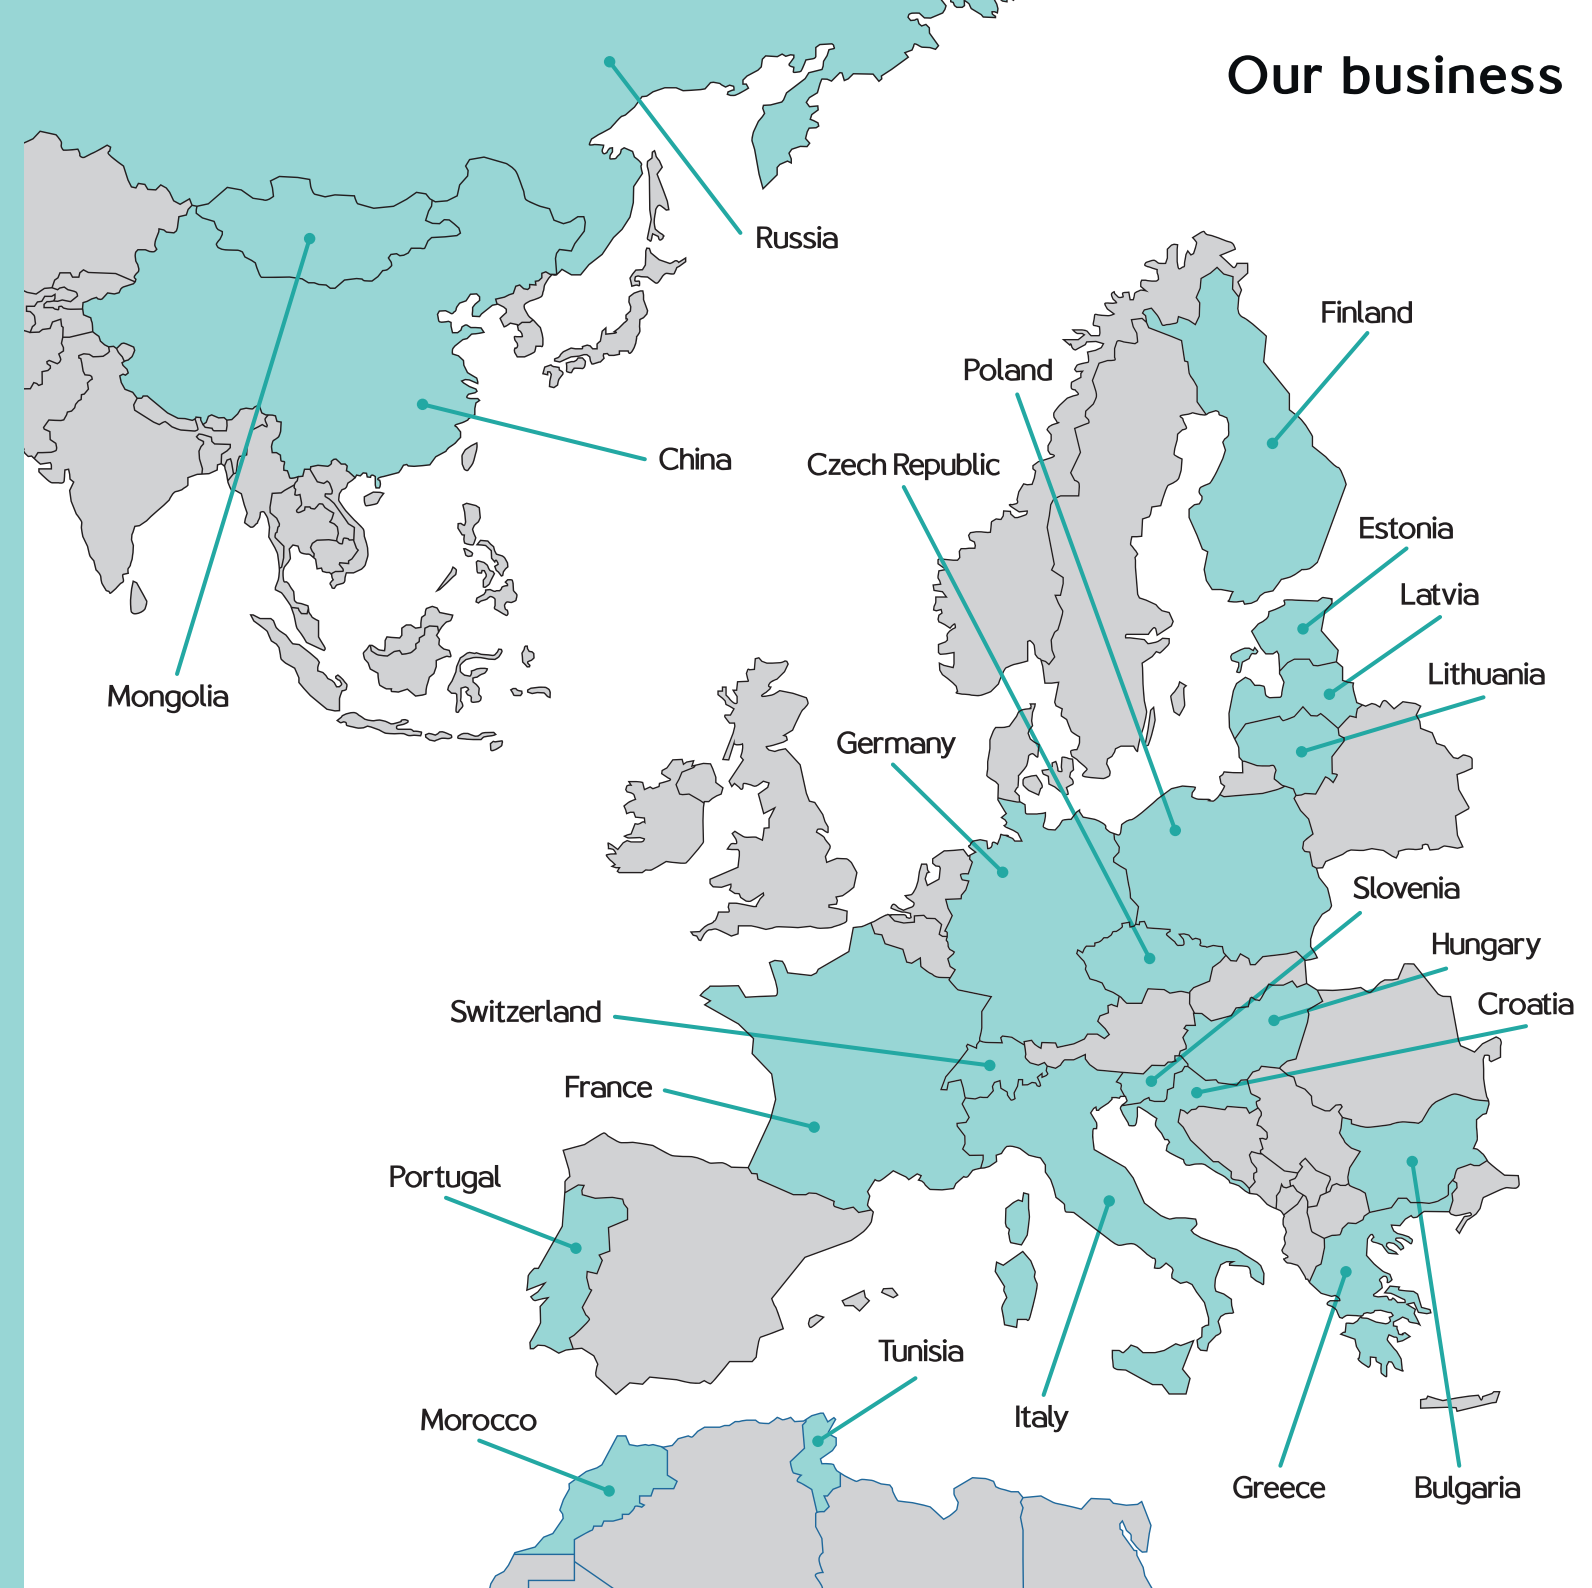 Our business
Russia
Finland
Poland
China
Czech Republic
Estonia
Latvia
Lithuania
Mongolia
Germany
Slovenia
Hungary
Switzerland
Croatia
France
Portugal
Tunisia
Morocco
Italy
Greece
Bulgaria